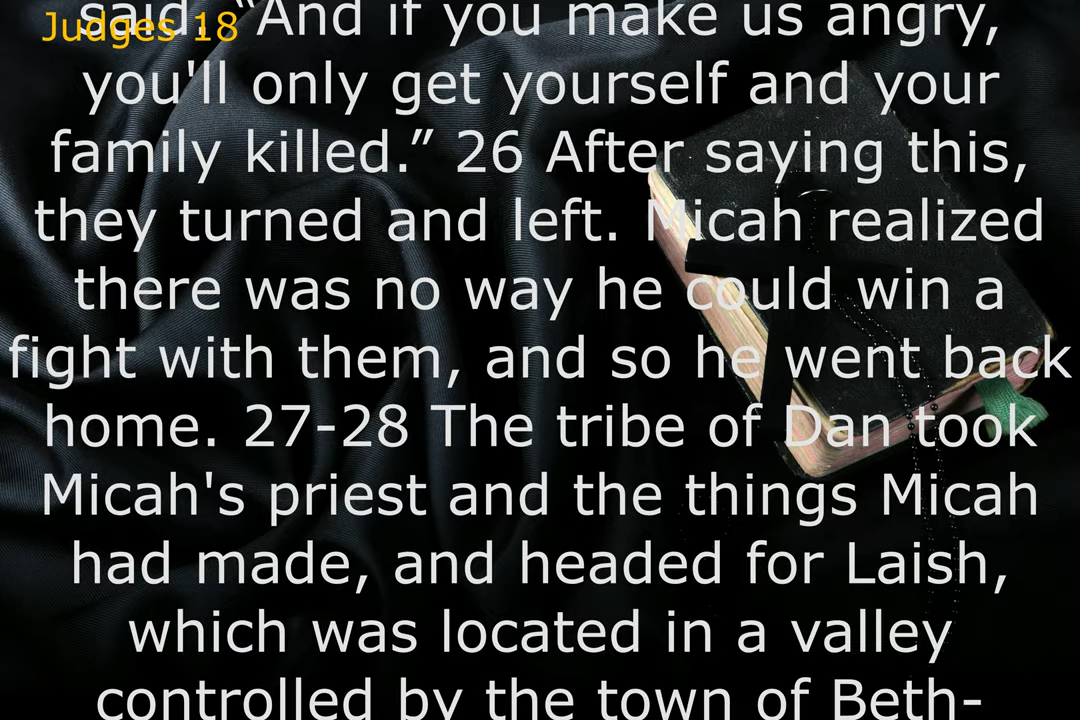 Judges 18
said. “And if you make us angry,
you'll only get yourself and your
family killed.” 26 After saying this,
they turned and left. Micah realized
there was no way he could win a
fight with them, and so he went back
home. 27-28 The tribe of Dan took
Micah's priest and the things Micah
had made, and headed for Laish,
which was located in a valley
controlled by the town of Beth-